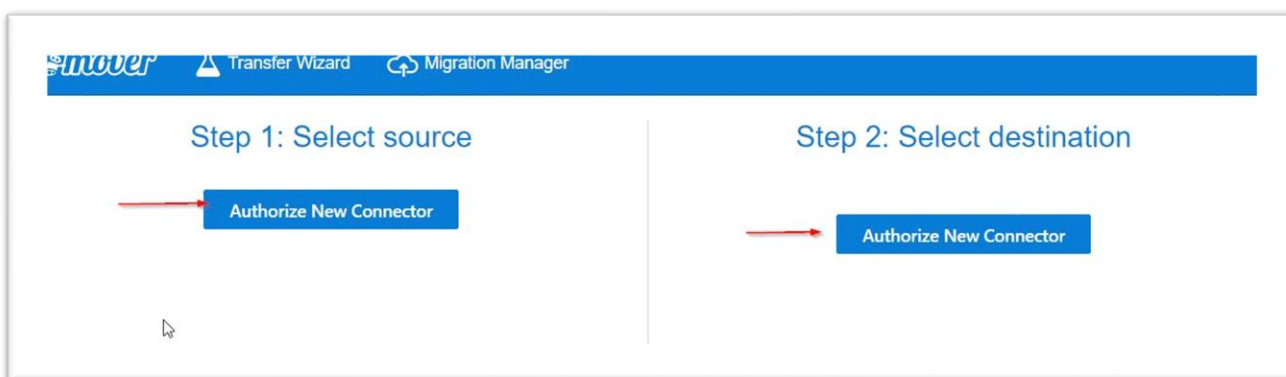 mover Transfer Wizard Migration Manager
Step 1: Select source
Authorize New Connector
Step 2: Select destination
Authorize New Connector